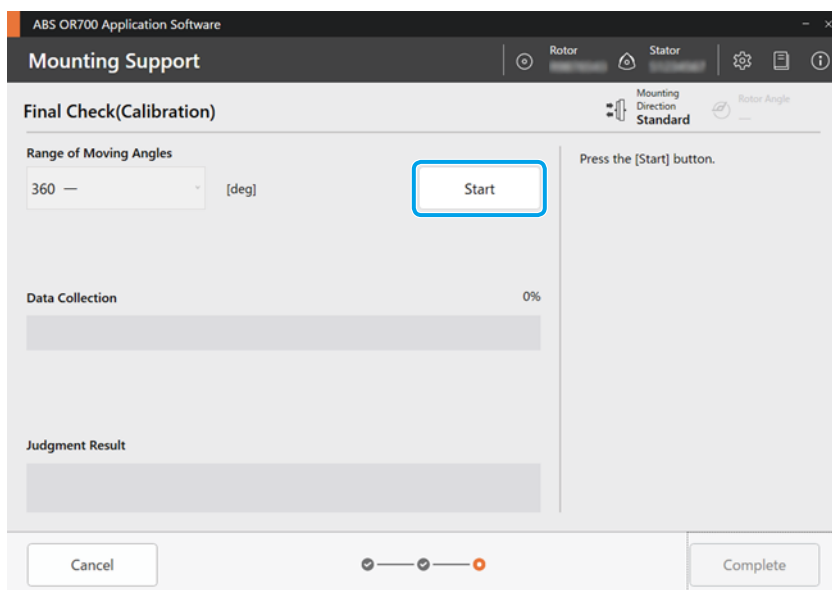 ABS OR700 Application Software
Mounting Support
Rotor
Stator
Final Check(Calibration)
Mounting
Direction
Standard
Rotor Angle
—
Range of Moving Angles
360 —
[deg]
Start
Press the [Start] button.
Data Collection
0%
Judgment Result
Cancel
Complete